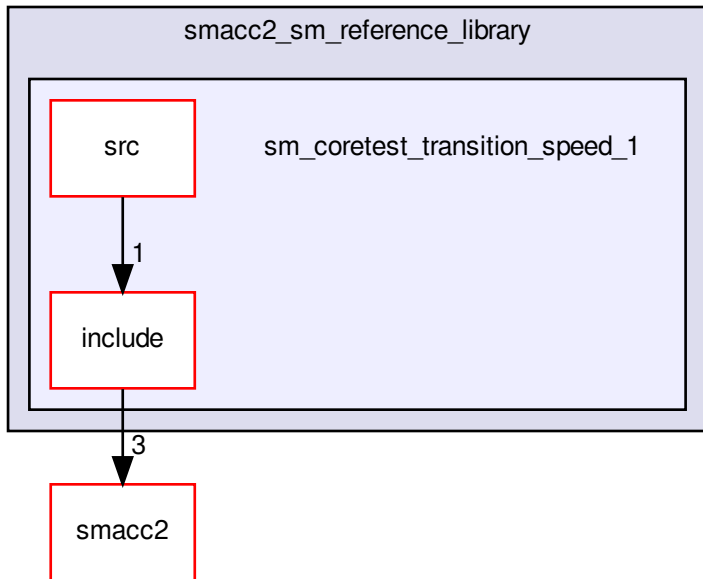 smacc2_sm_reference_library
src
sm_coretest_transition_speed_1
1
include
3
smacc2